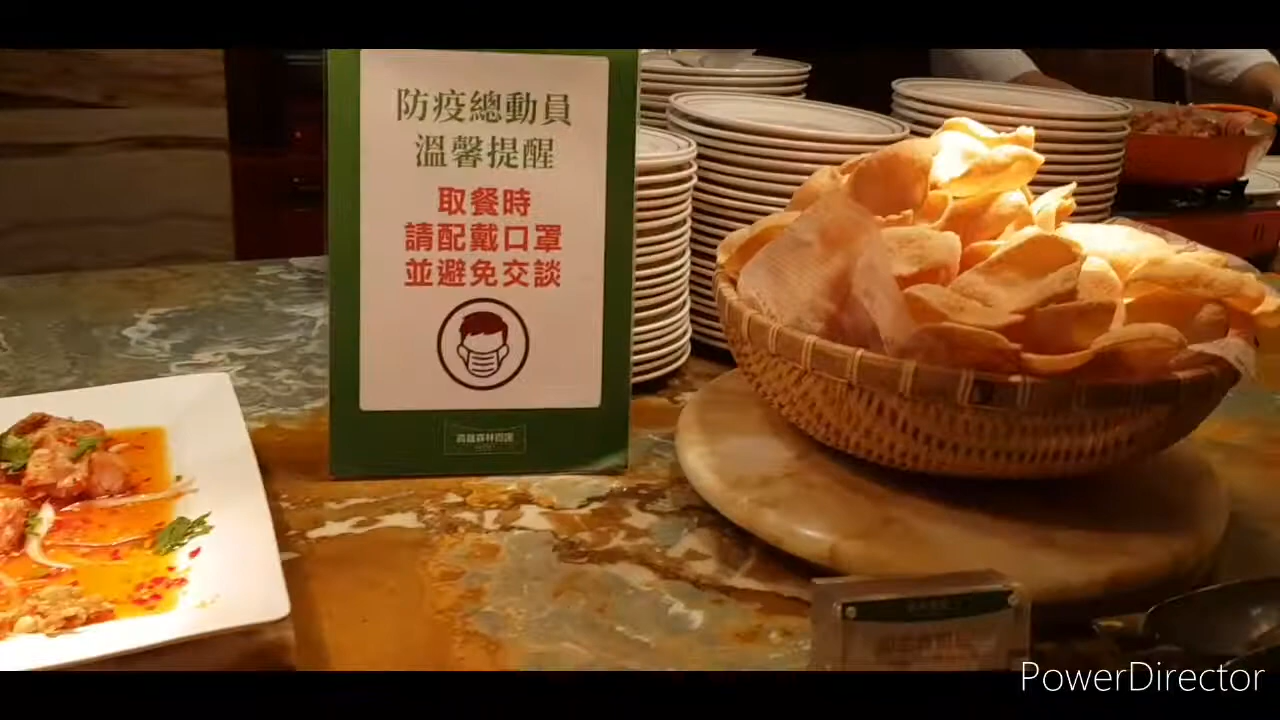 防疫總動員
溫馨提醒
取餐時
請配戴口罩
並避免交談
PowerDirector